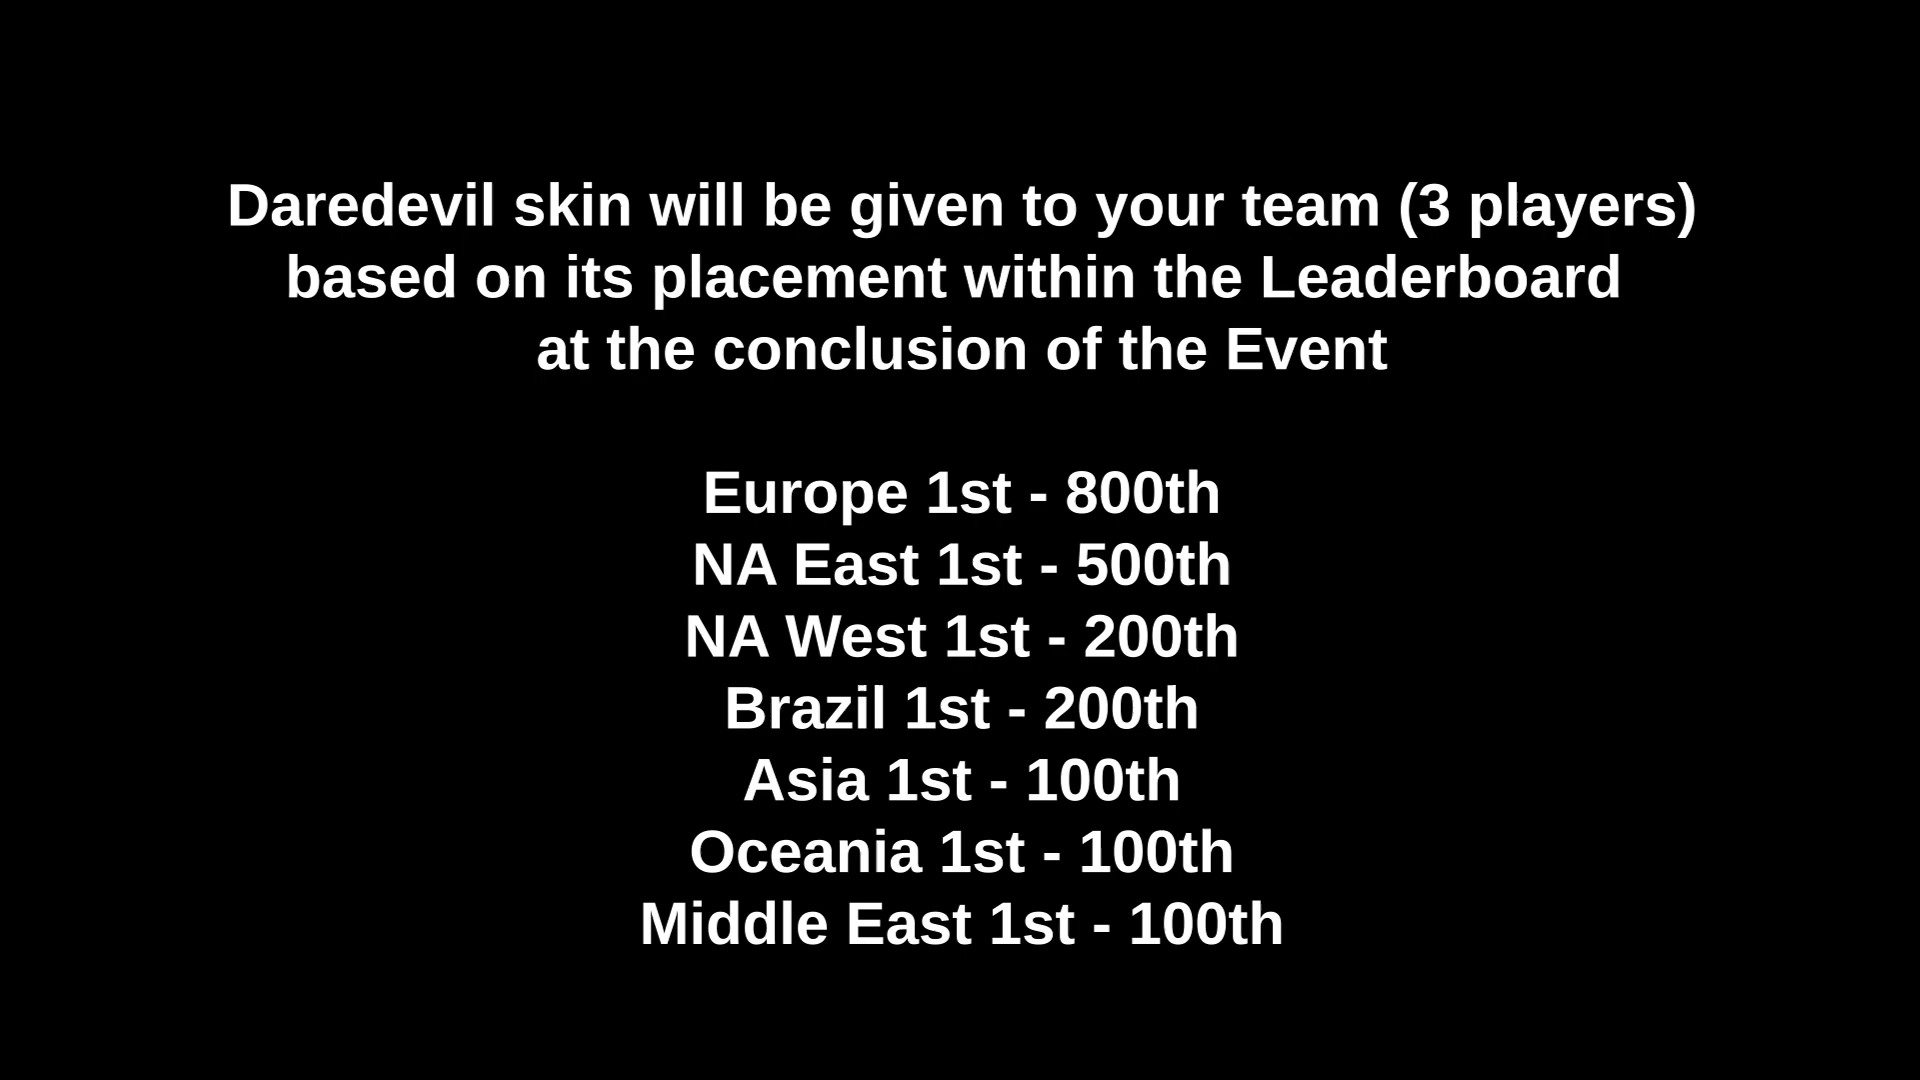 Daredevil skin will be given to your team (3 players)
based on its placement within the Leaderboard
at the conclusion of the Event
Europe 1st - 800th
NA East 1st - 500th
NA West 1st - 200th
Brazil 1st - 200th
Asia 1st - 100th
Oceania 1st - 100th
Middle East 1st - 100th